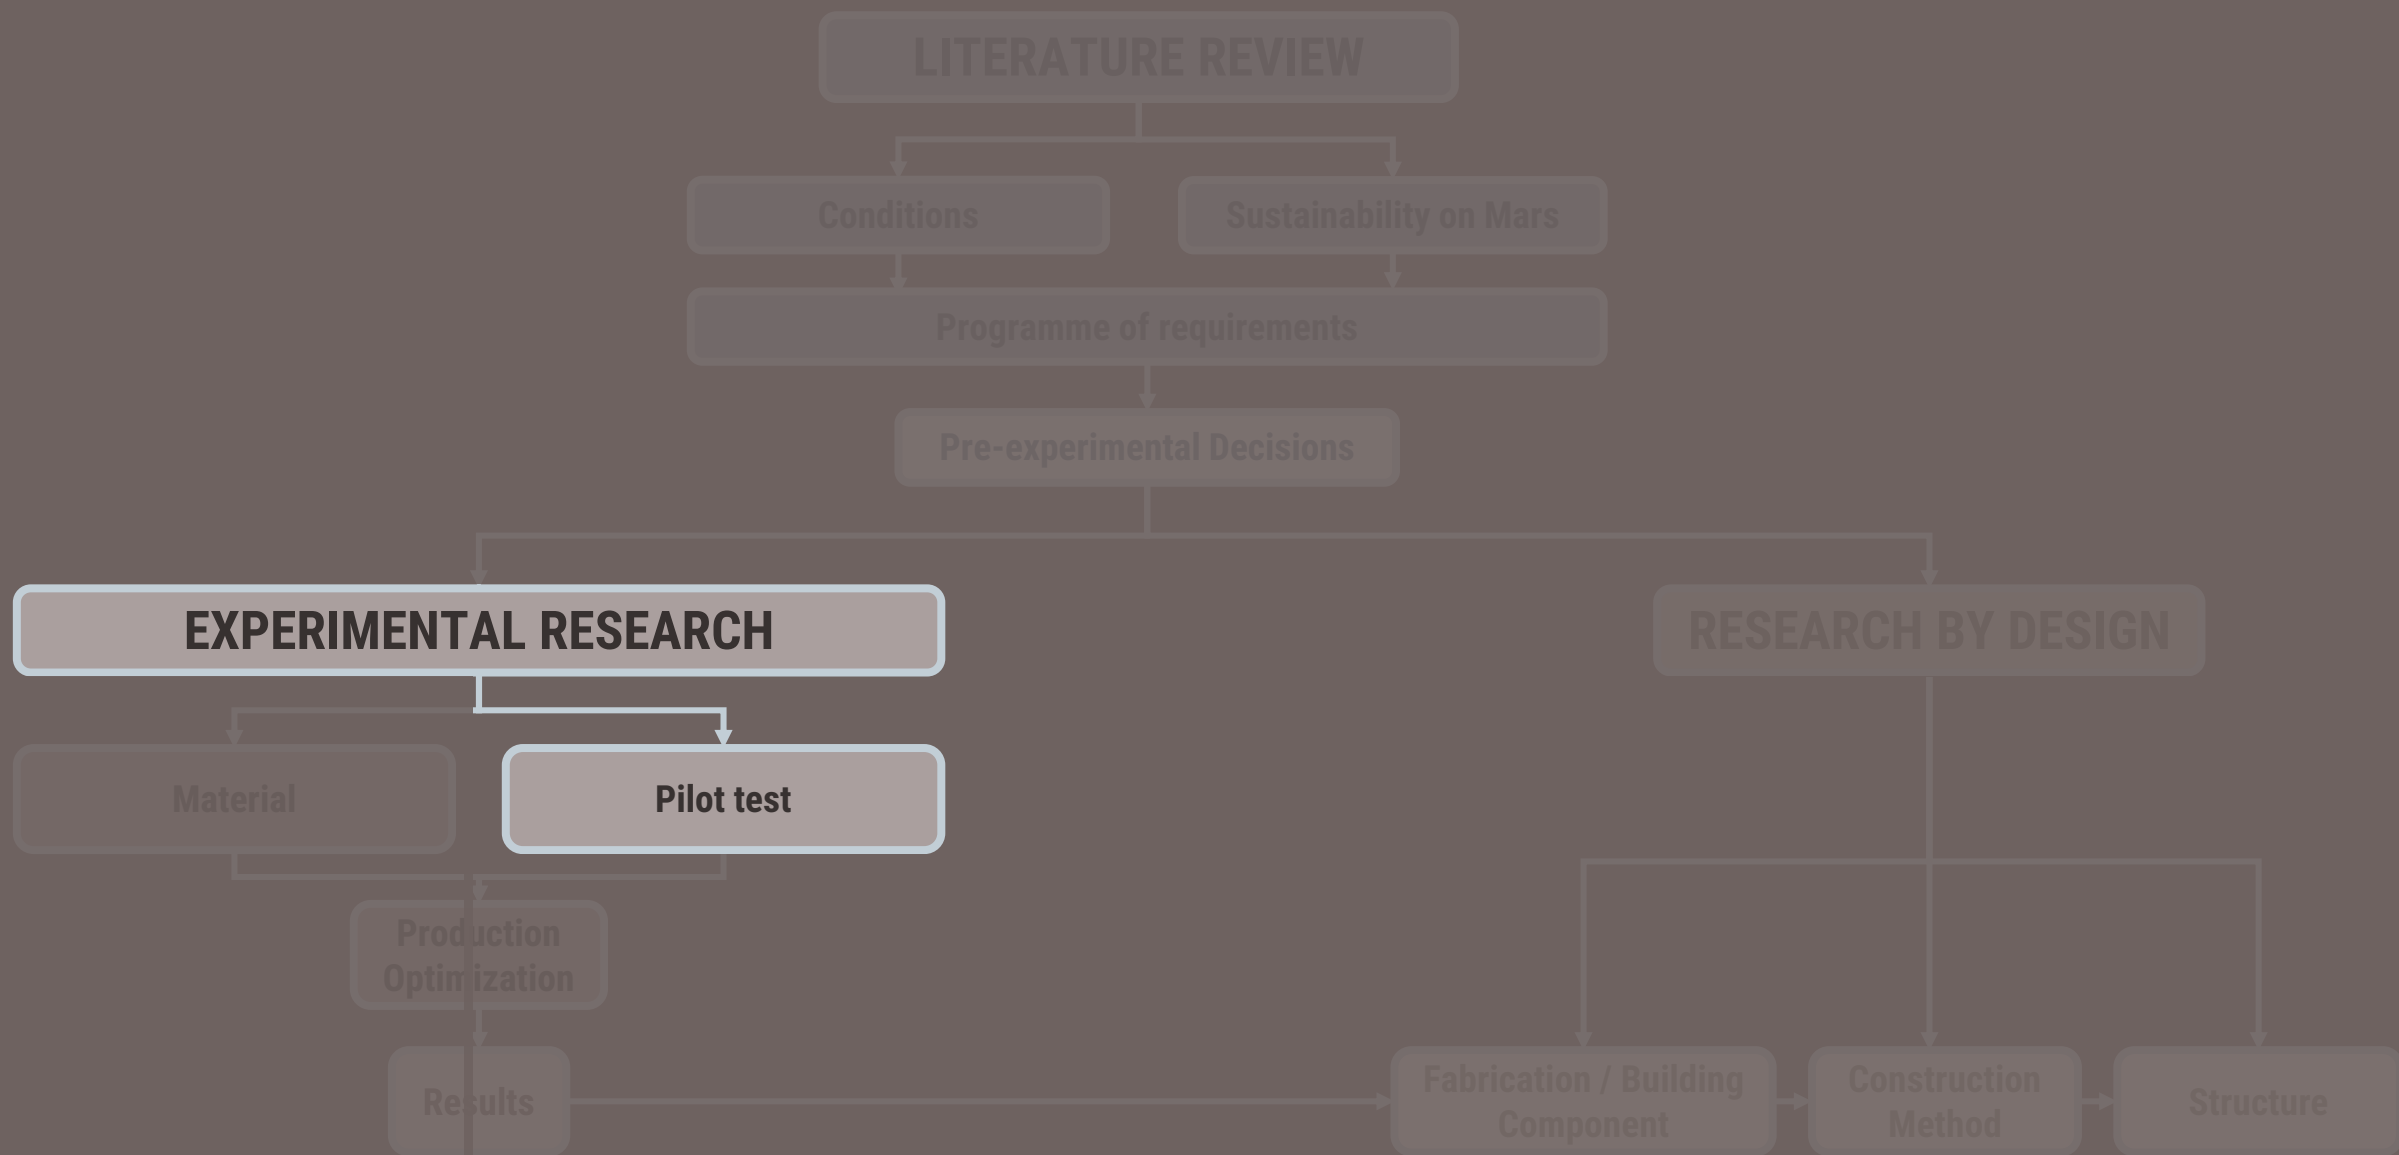 LITERATURE REVIEW
Conditions
Sustainability on Mars
Programme of requirements
Pre-experimental Decisions
EXPERIMENTAL RESEARCH
RESEARCH BY DESIGN
Material
Pilot test
Production
Optimization
Results
Fabrication / Building
Component
Construction
Method
Structure